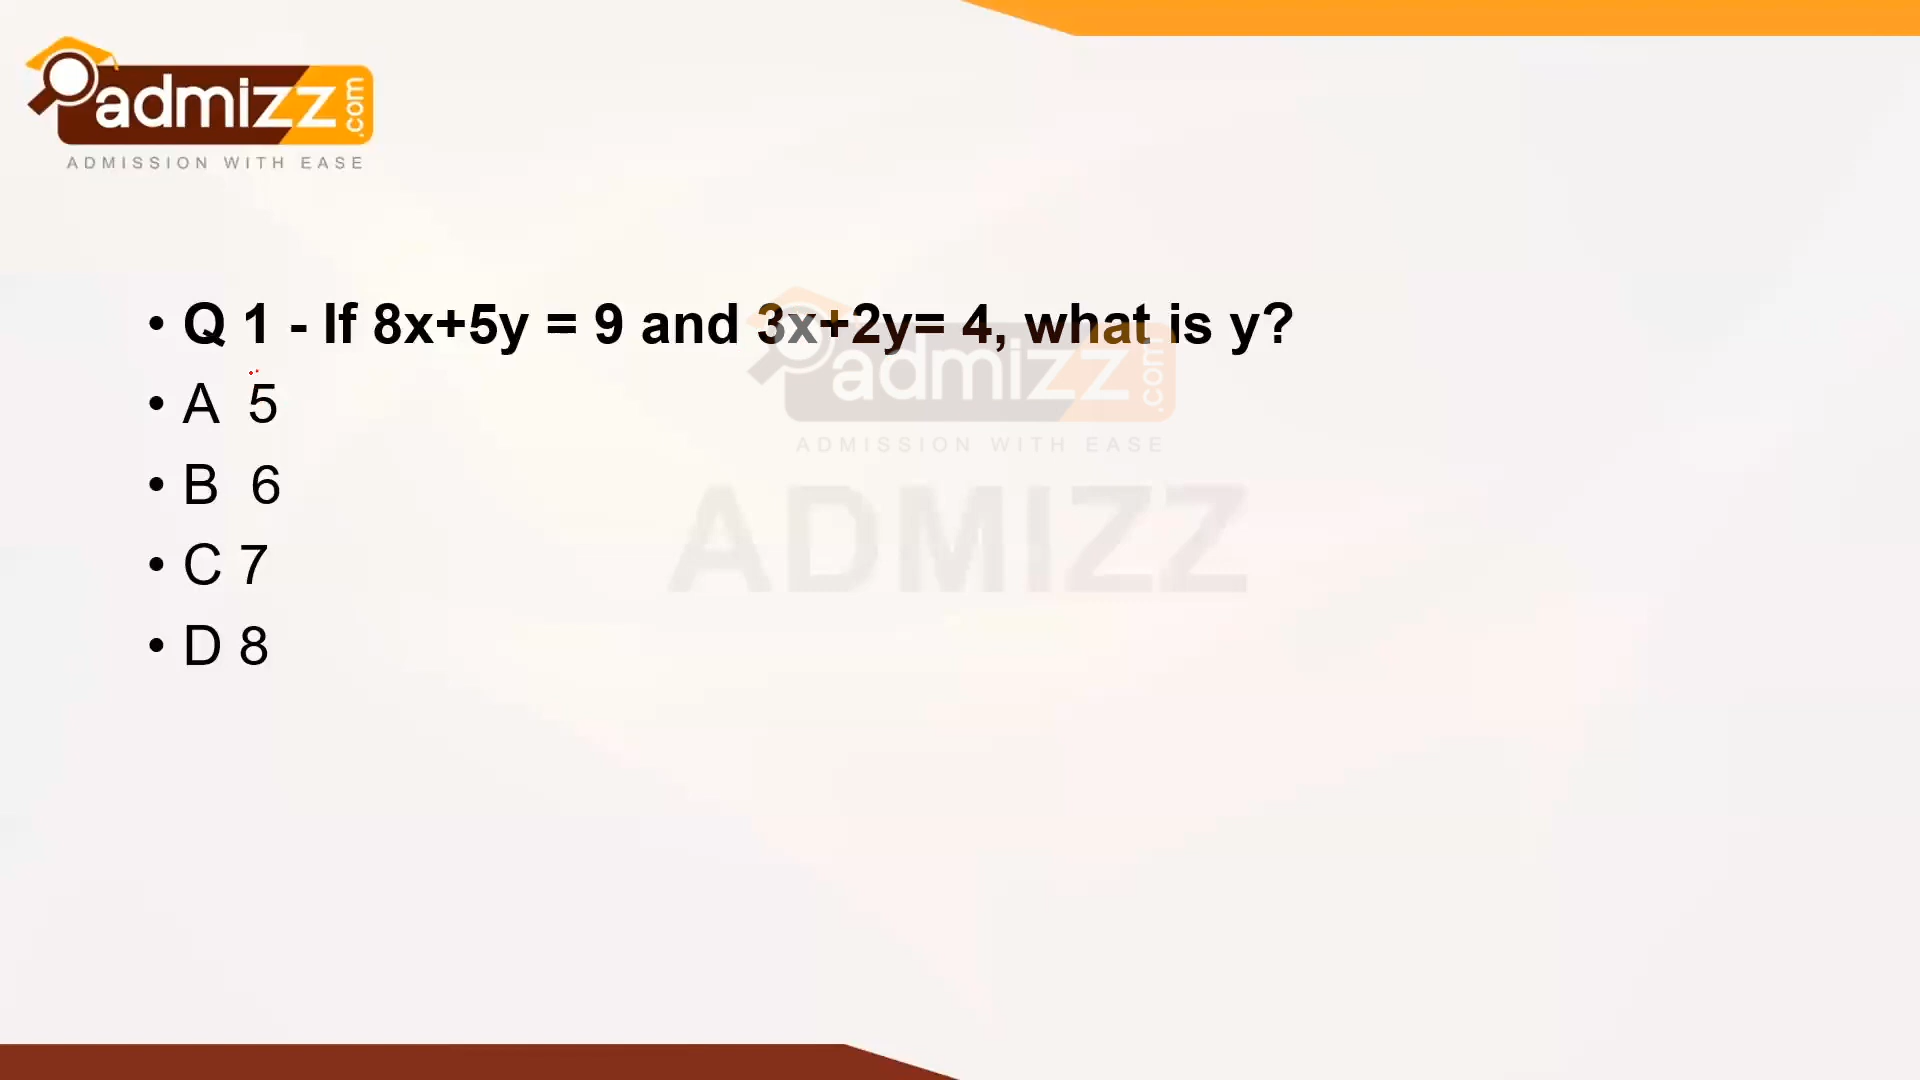 admizz.com
ADMISSION WITH EASE
• Q 1 - If 8x+5y = 9 and 3x+2y= 4, what is y?
• A 5
• B 6
• C 7
• D 8
admizz.com
ADMISSION WITH EASE
ADMIZZ